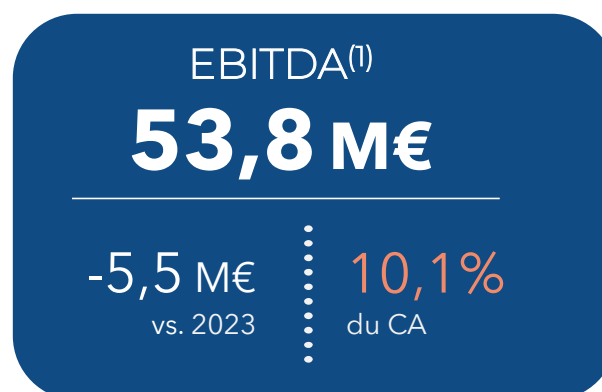 EBITDA(1)
53,8 M€
-5,5 M€
vs. 2023
10,1%
du CA